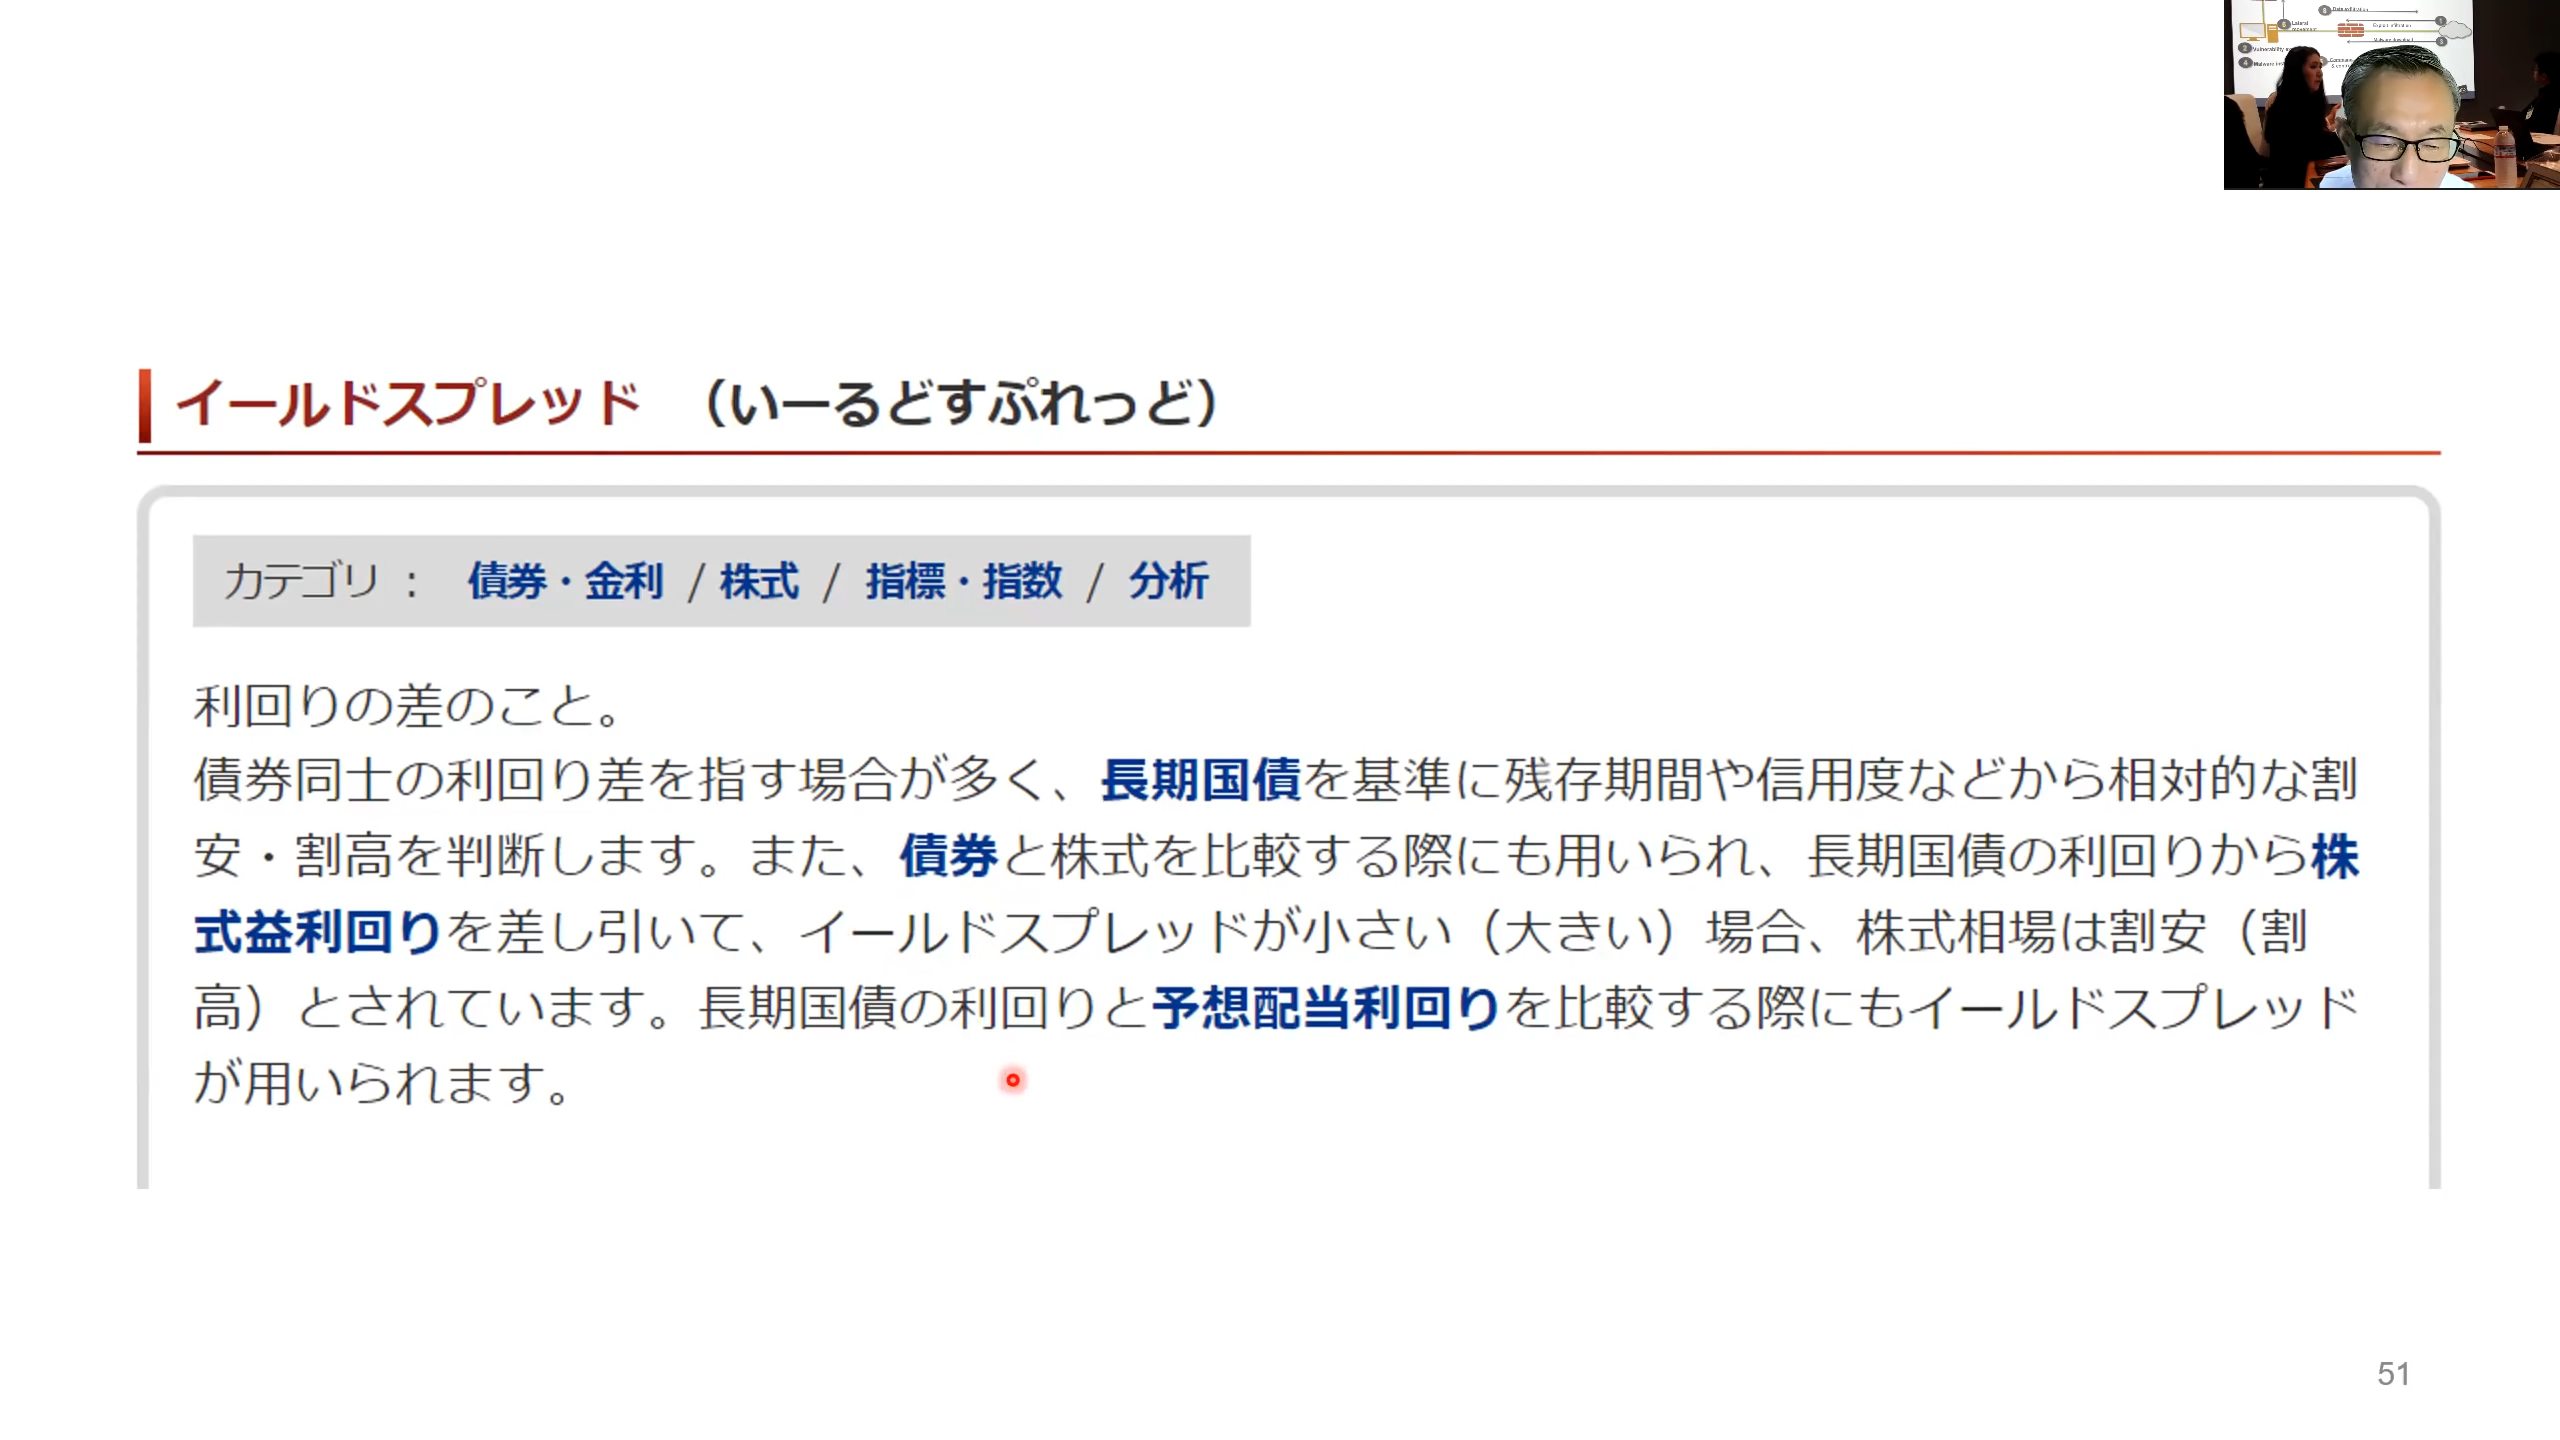 Data exfiltration
Lateral
movement
Exploit infiltration
Malware download
イールドスプレッド （いーるどすぷれっど）
カテゴリ ： 債券・金利 / 株式 / 指標・指数 / 分析
利回りの差のこと。
債券同士の利回り差を指す場合が多く、長期国債を基準に残存期間や信用度などから相対的な割
安・割高を判断します。また、債券と株式を比較する際にも用いられ、長期国債の利回りから株
式益利回りを差し引いて、イールドスプレッドが小さい（大きい）場合、株式相場は割安（割
高）とされています。長期国債の利回りと予想配当利回りを比較する際にもイールドスプレッド
が用いられます。
51